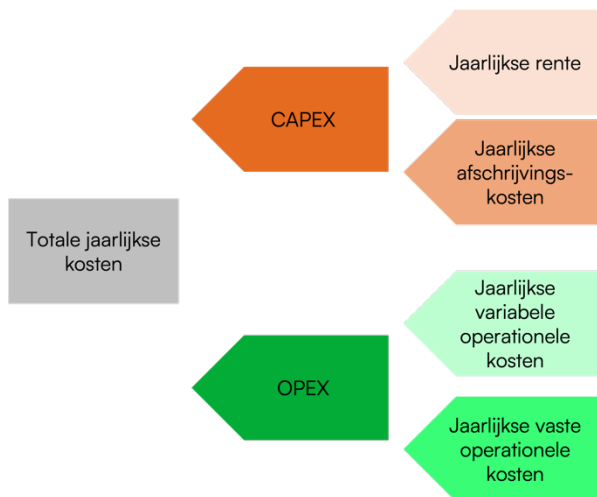 Jaarlijkse rente
CAPEX
Jaarlijkse
afschrijvings-
kosten
Totale jaarlijkse
kosten
Jaarlijkse
variabele
operationele
kosten
OPEX
Jaarlijkse vaste
operationele
kosten